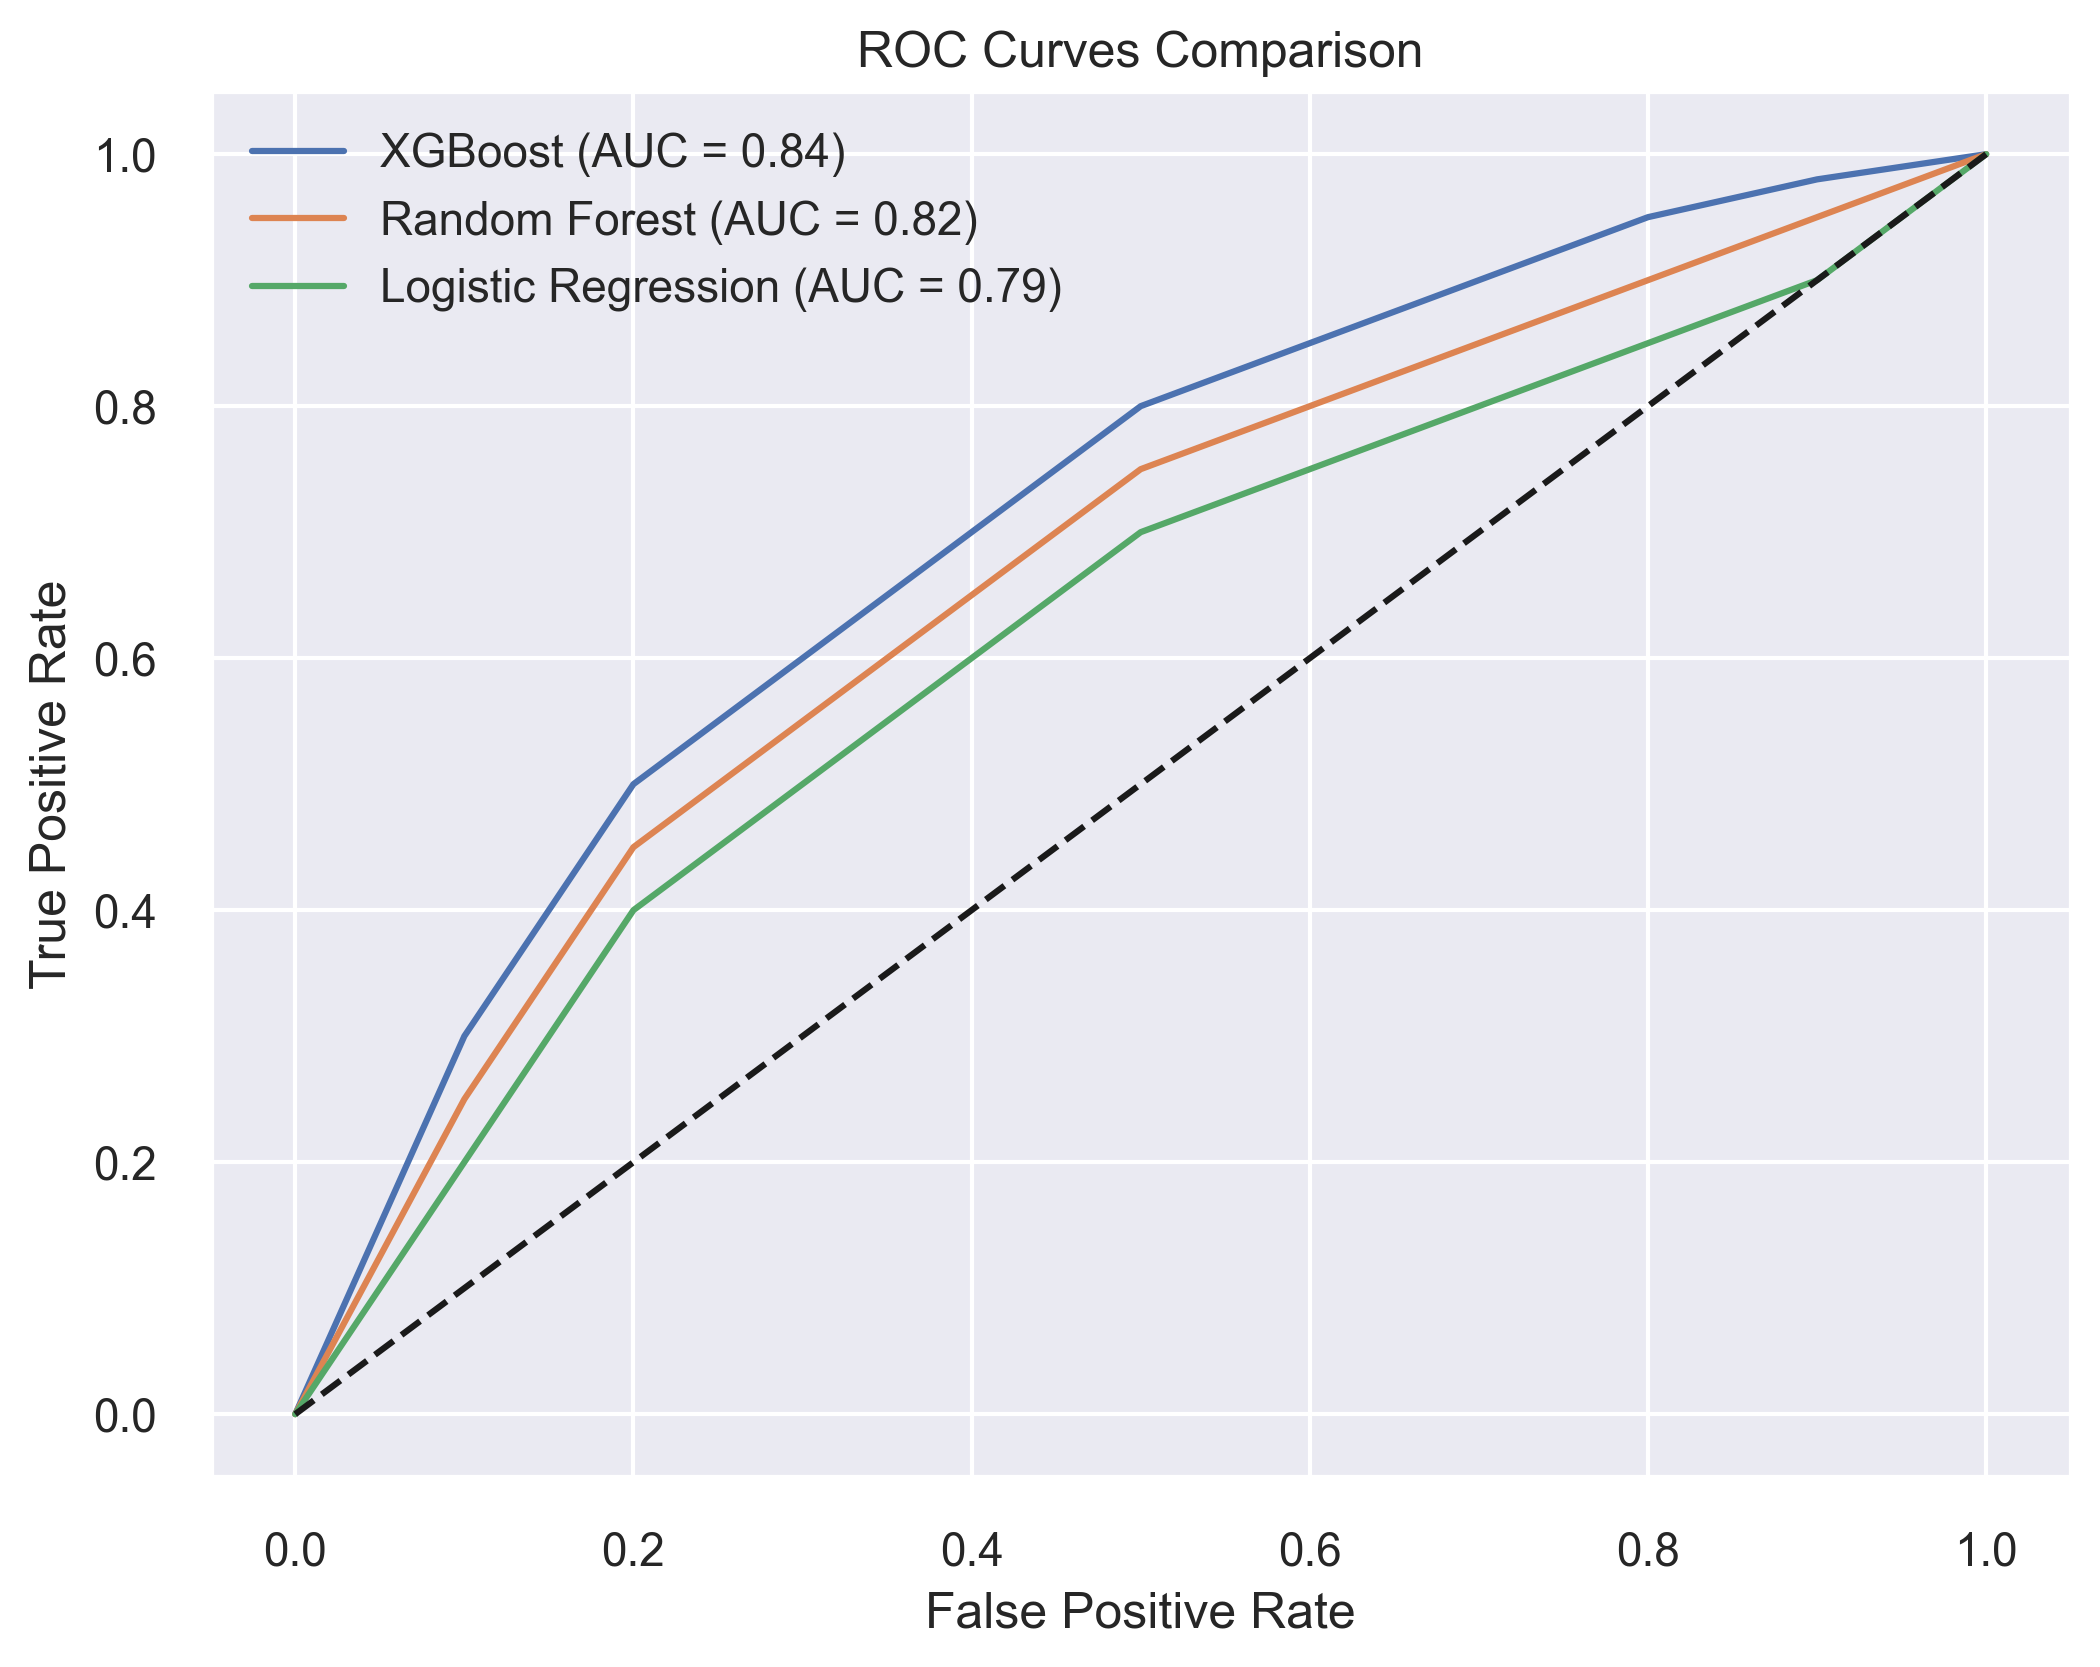 ROC Curves Comparison
XGBoost (AUC = 0.84)
Random Forest (AUC = 0.82)
Logistic Regression (AUC = 0.79)
True Positive Rate
1.0
0.8
0.6
0.4
0.2
0.0
0.0 0.2 0.4 0.6 0.8 1.0
False Positive Rate